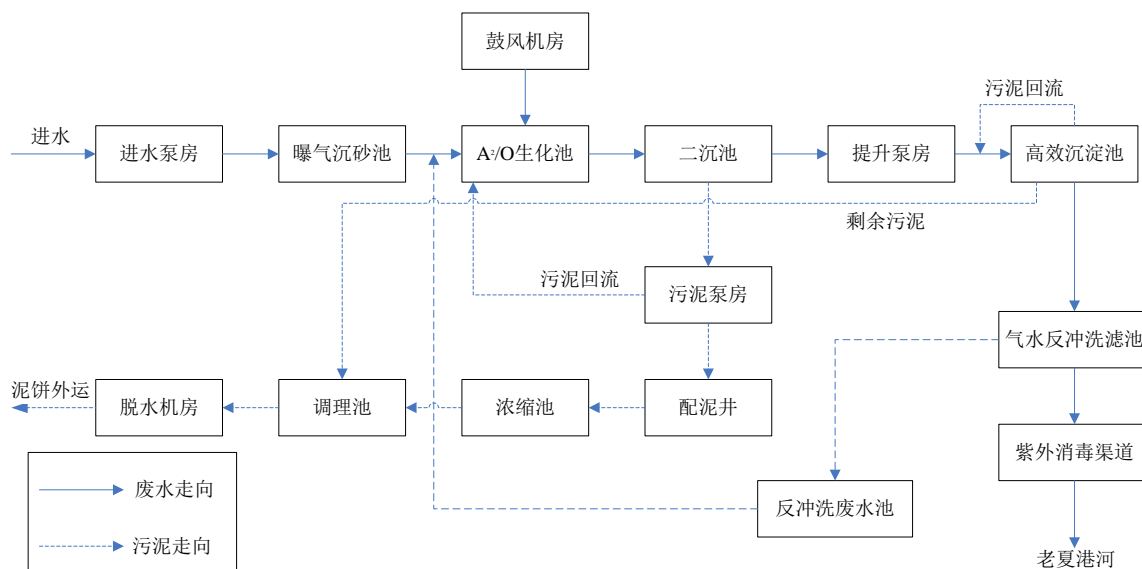 鼓风机房
污泥回流
进水
进水泵房
曝气沉砂池
A²/O生化池
二沉池
提升泵房
高效沉淀池
剩余污泥
污泥回流
污泥泵房
气水反冲洗滤池
泥饼外运
脱水机房
调理池
浓缩池
配泥井
紫外消毒渠道
废水走向
反冲洗废水池
污泥走向
老夏港河